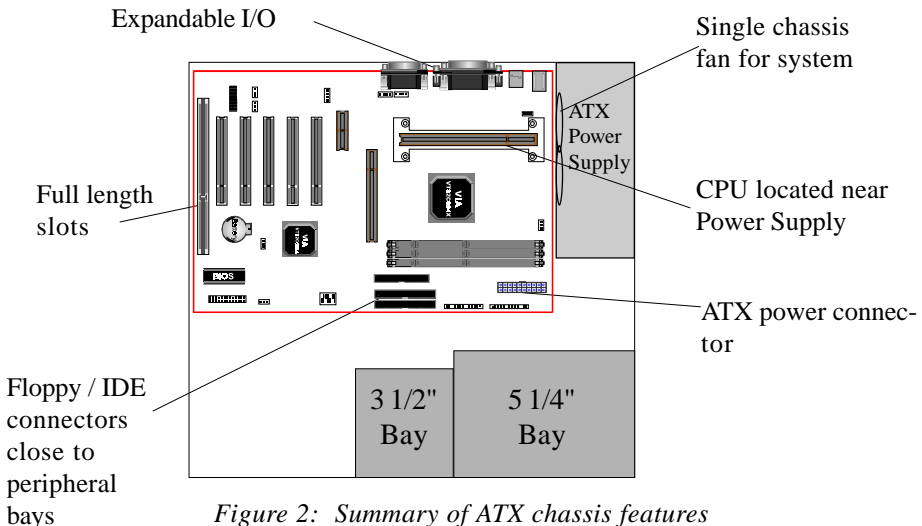 Expandable I/O
Single chassis
fan for system
ATX
Power
Supply
Full length
slots
CPU located near
Power Supply
VIA
VIA
BIOS
ATX power connec-
tor
Floppy / IDE
connectors
close to
peripheral
bays
3 1/2"
Bay
5 1/4"
Bay
Figure 2: Summary of ATX chassis features